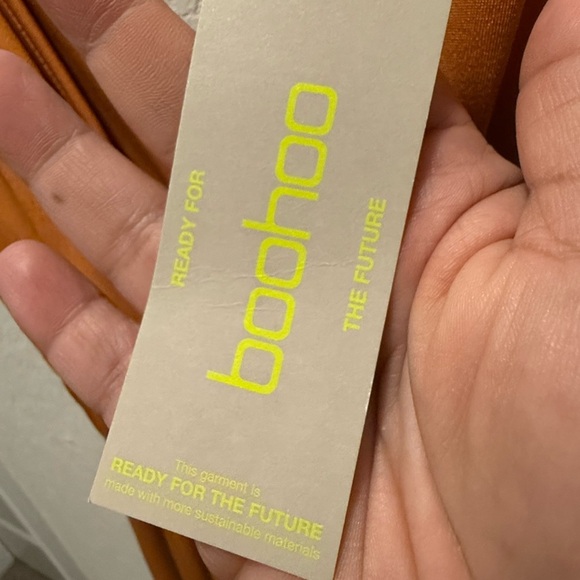 READY FOR
boohoo
THE FUTURE
This garment is
READY FOR THE FUTURE
made with more sustainable materials